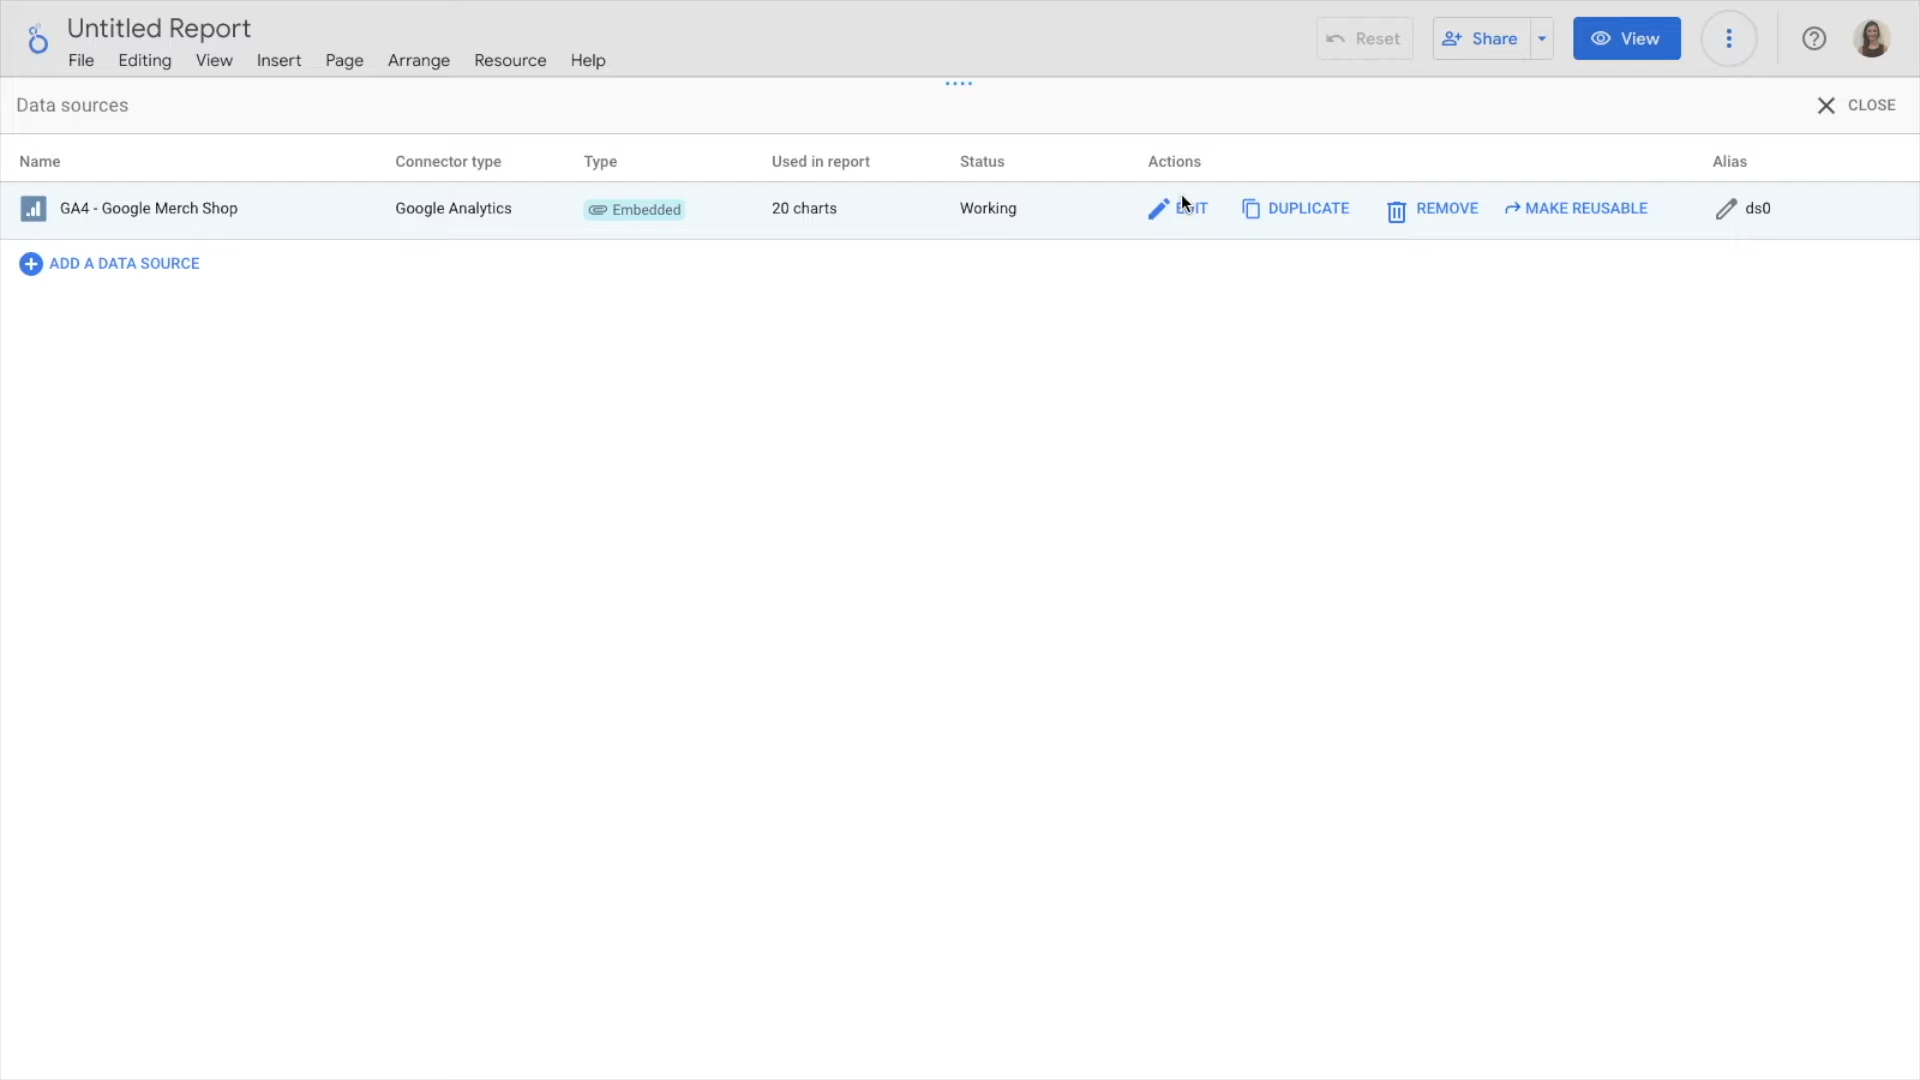 Untitled Report
File Editing View Insert Page Arrange Resource Help
Reset Share View
Data sources
CLOSE
Name Connector type Type Used in report Status Actions Alias
GA4 - Google Merch Shop Google Analytics Embedded 20 charts Working EDIT DUPLICATE REMOVE MAKE REUSABLE ds0
ADD A DATA SOURCE